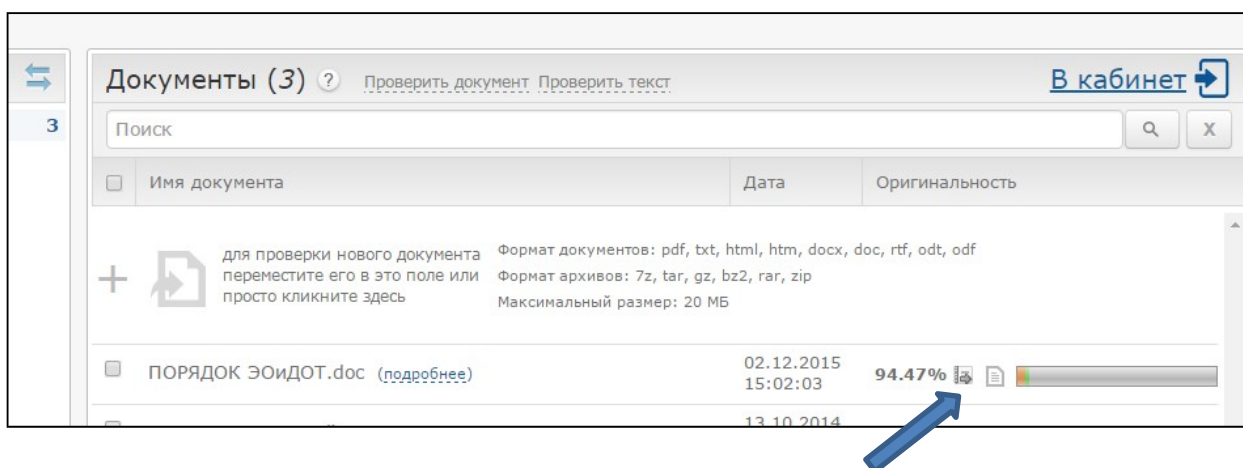 Документы (3) ? Проверить документ Проверить текст В кабинет
3
Поиск X
Имя документа Дата Оригинальность
для проверки нового документа
переместите его в это поле или
просто кликните здесь
Формат документов: pdf, txt, html, htm, docx, doc, rtf, odt, odf
Формат архивов: 7z, tar, gz, bz2, rar, zip
Максимальный размер: 20 МБ
ПОРЯДОК ЭОиДОТ.doc (подробнее) 02.12.2015
15:02:03 94.47%
13.10.2014